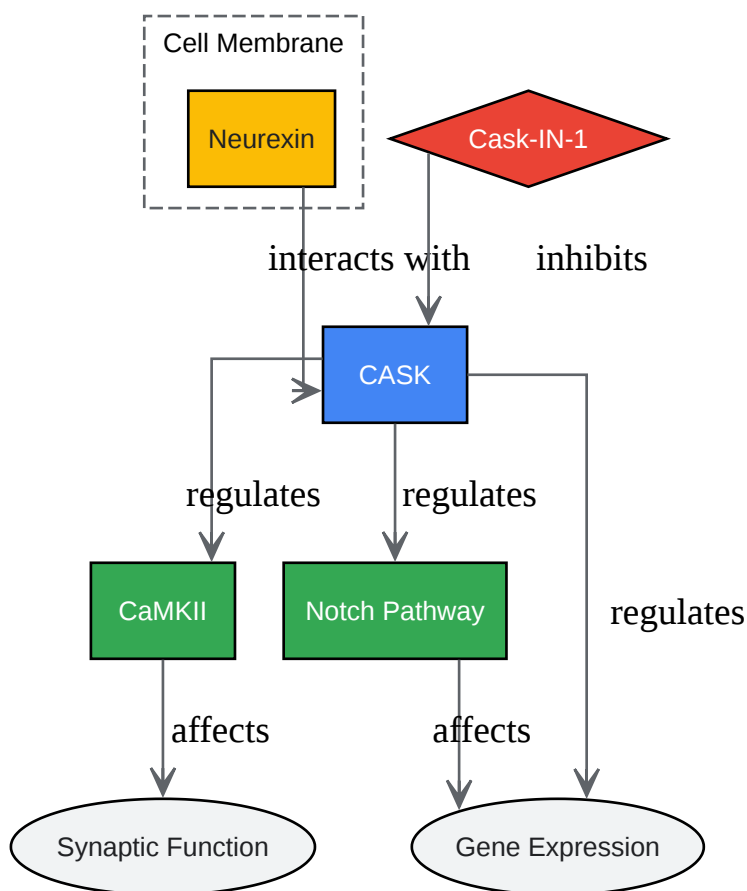 Cell Membrane
Neurexin
Cask-IN-1
interacts with
inhibits
CASK
regulates
regulates
CaMKII
Notch Pathway
regulates
affects
affects
Synaptic Function
Gene Expression